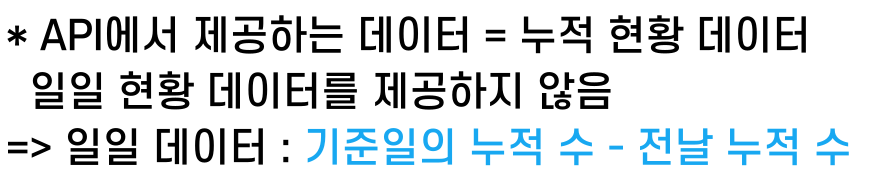 * API에서 제공하는 데이터 = 누적 현황 데이터
일일 현황 데이터를 제공하지 않음
=> 일일 데이터 : 기준일의 누적 수 - 전날 누적 수